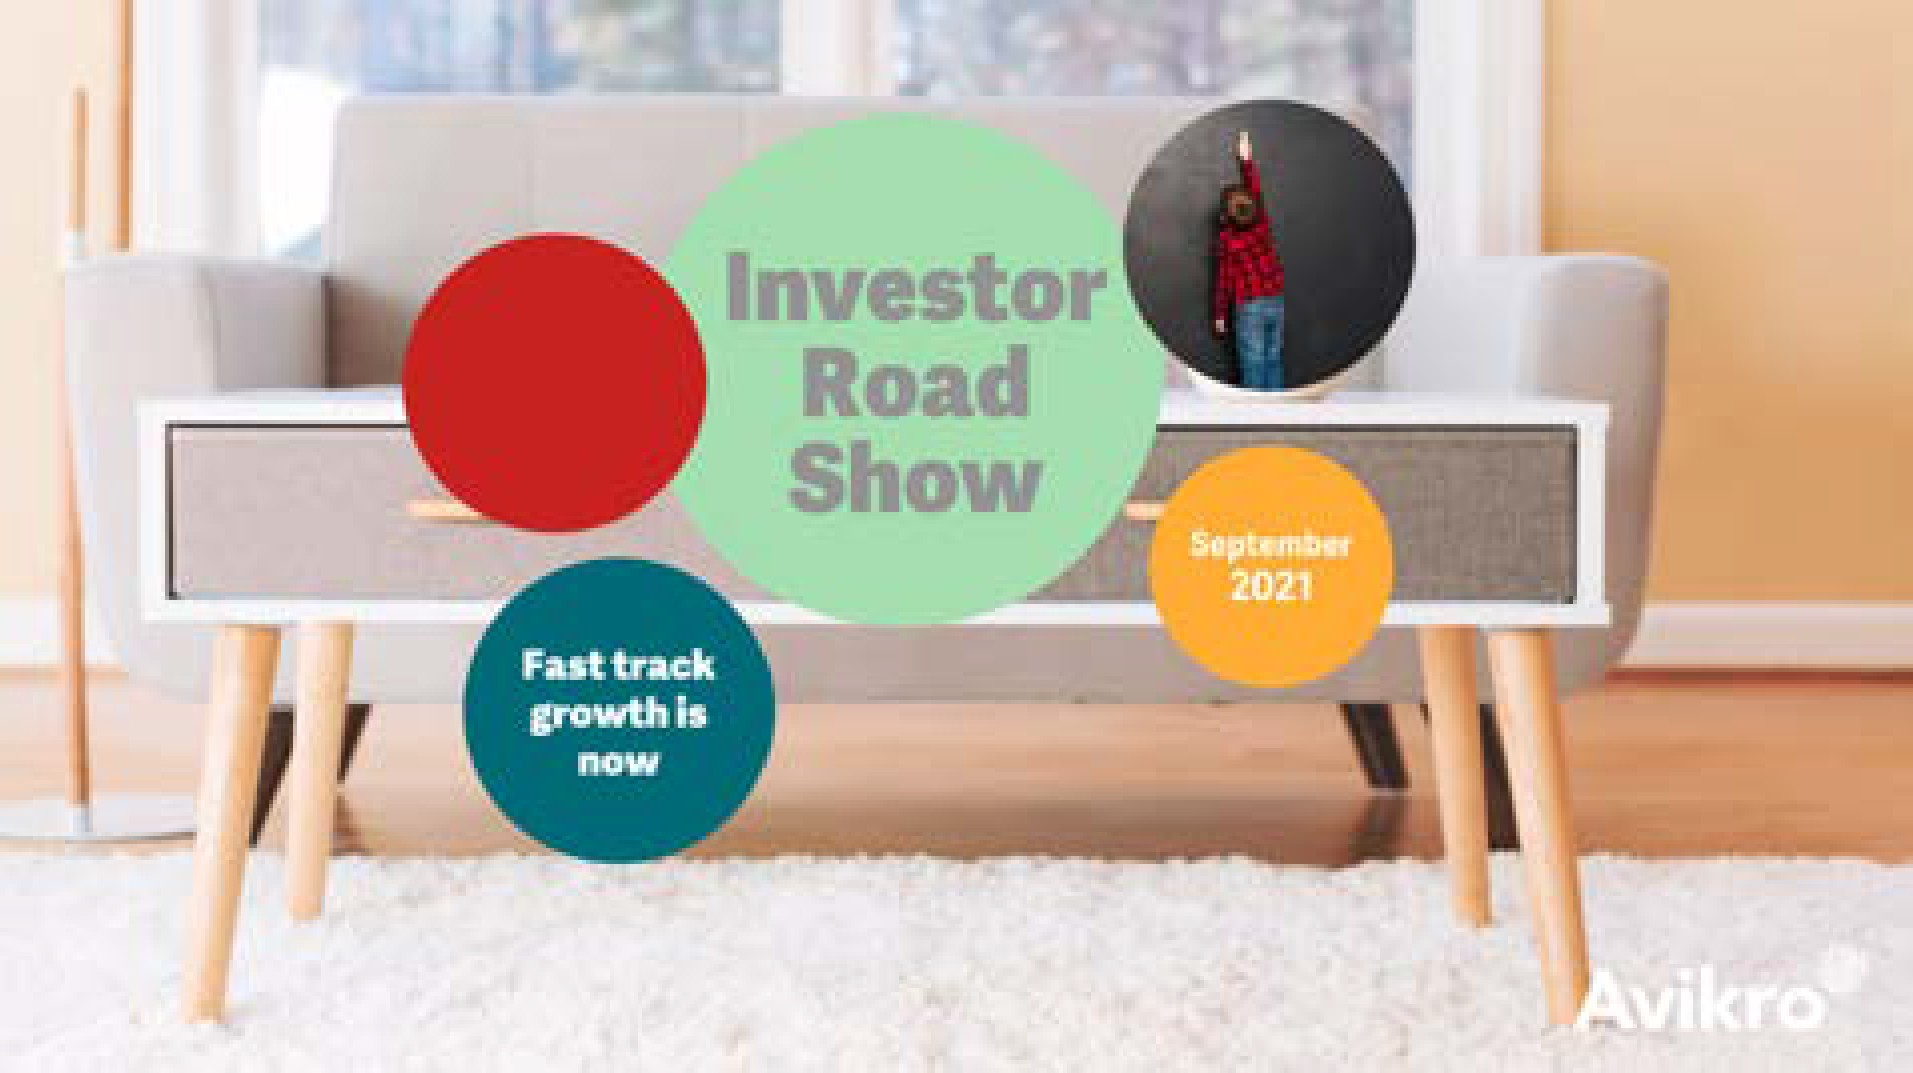 Investor
Road
Show
September
2021
Fast track
growth is
now
Avikro